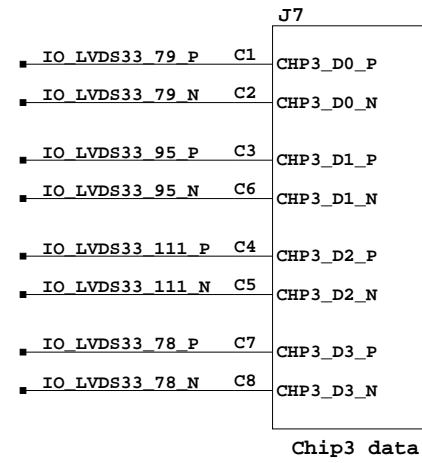 J7
IO_LVDS33_79_P C1 CHP3_D0_P
IO_LVDS33_79_N C2 CHP3_D0_N
IO_LVDS33_95_P C3 CHP3_D1_P
IO_LVDS33_95_N C6 CHP3_D1_N
IO_LVDS33_111_P C4 CHP3_D2_P
IO_LVDS33_111_N C5 CHP3_D2_N
IO_LVDS33_78_P C7 CHP3_D3_P
IO_LVDS33_78_N C8 CHP3_D3_N
Chip3 data